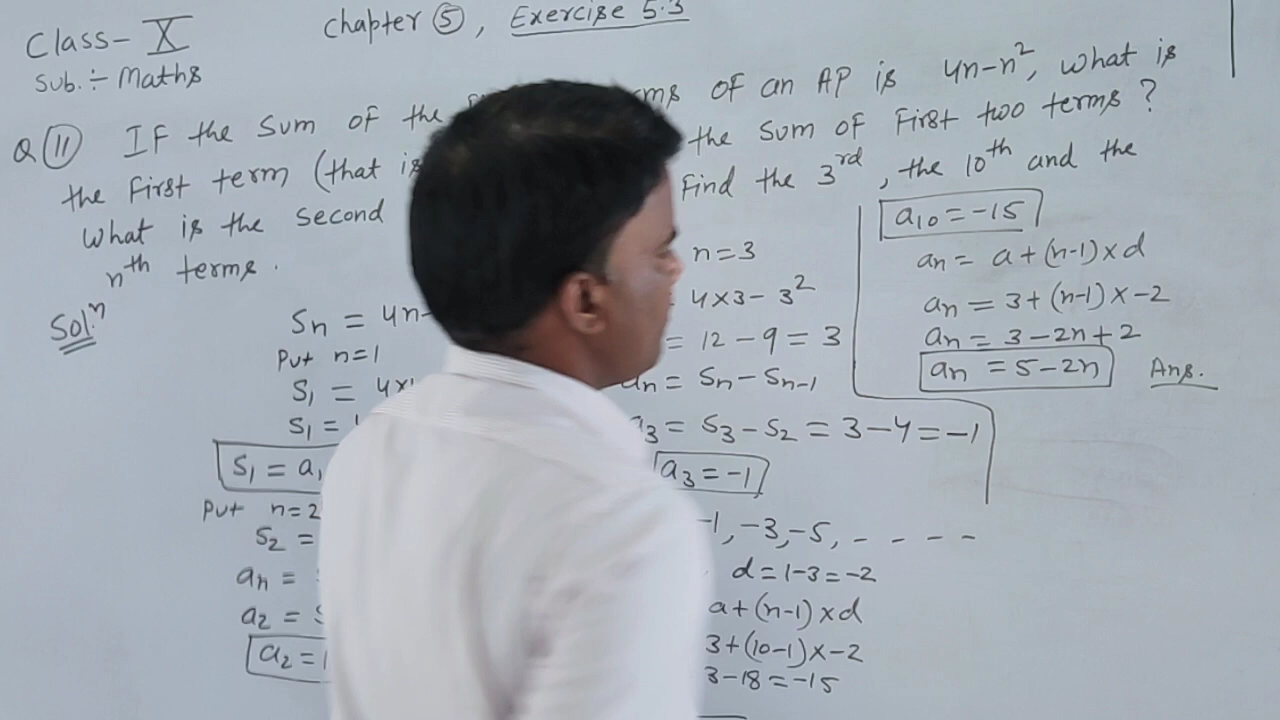 Class- X
Sub. ÷ Maths
Chapter ⑤, Exercise 5.3
Q ⑪ IF the Sum OF the terms OF an AP is 4n-n², what is
the First term (that is the Sum OF First two terms?
What is the Second Find the 3rd, the 10th and the
nth terms.
Solⁿ
Sn = 4n-
Put n=1
S₁ = 4×1
S₁ =
S₁ = a₁
Put n=2
S₂ =
an =
a₂ =
a₂ = 1
n=3
4×3-3²
= 12-9=3
an = Sn-Sn-1
a₃ = S₃-S₂ = 3-4 = -1
a₃ = -1
-1, -3, -5, - - - -
d = 1-3 = -2
a+(n-1)×d
3+(10-1)×-2
3-18 = -15
a₁₀ = -15
an = a+(n-1)×d
an = 3+(n-1)×-2
an = 3-2n+2
an = 5-2n Ans.